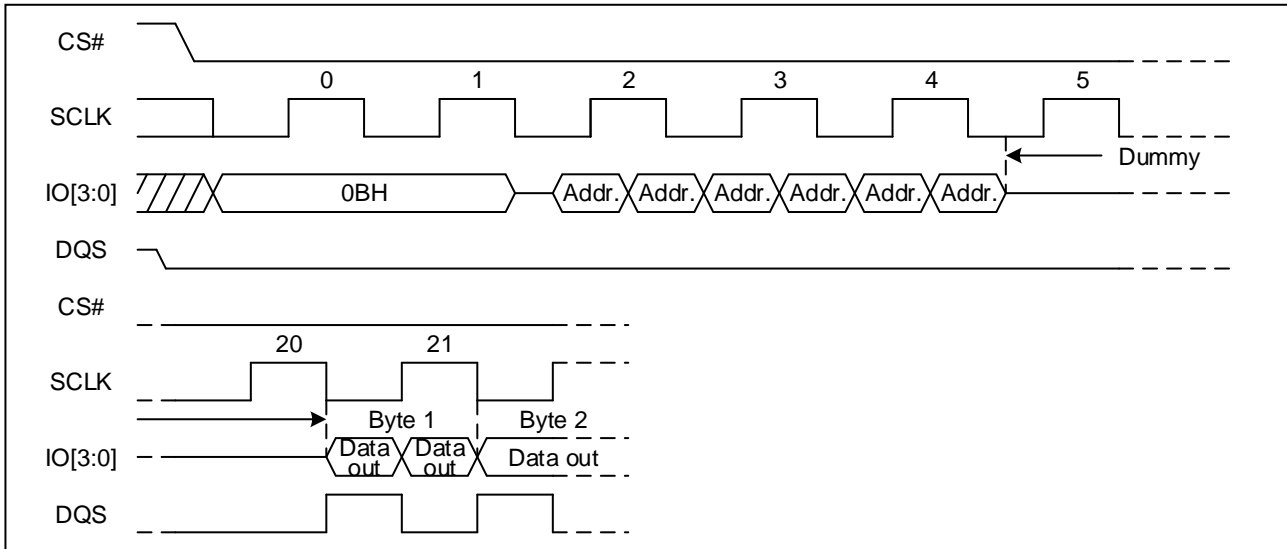 CS#
0 1 2 3 4 5
SCLK
Dummy
IO[3:0] 0BH Addr. Addr. Addr. Addr. Addr. Addr.
DQS
CS#
20 21
SCLK
Byte 1 Byte 2
IO[3:0] Data out Data out Data out
DQS